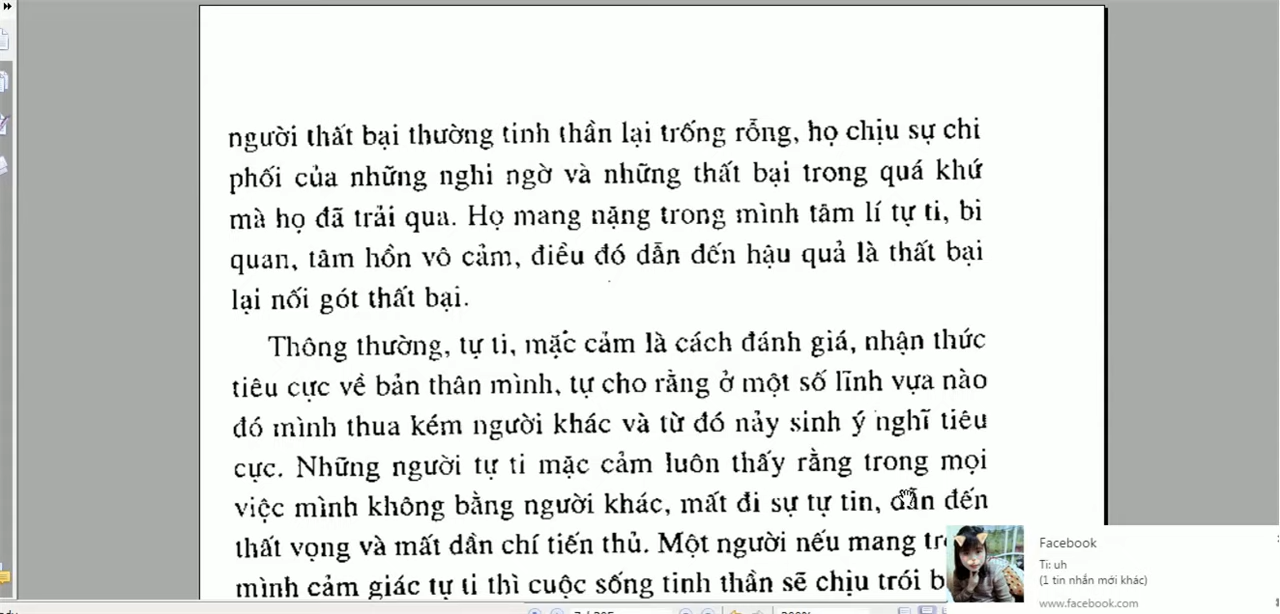 người thất bại thường tinh thần lại trống rỗng, họ chịu sự chi
phối của những nghi ngờ và những thất bại trong quá khứ
mà họ đã trải qua. Họ mang nặng trong mình tâm lí tự ti, bi
quan, tâm hồn vô cảm, điều đó dẫn đến hậu quả là thất bại
lại nối gót thất bại.
Thông thường, tự ti, mặc cảm là cách đánh giá, nhận thức
tiêu cực về bản thân mình, tự cho rằng ở một số lĩnh vựa nào
đó mình thua kém người khác và từ đó nảy sinh ý nghĩ tiêu
cực. Những người tự ti mặc cảm luôn thấy rằng trong mọi
việc mình không bằng người khác, mất đi sự tự tin, dẫn đến
thất vọng và mất dần chí tiến thủ. Một người nếu mang
mình cảm giác tự ti thì cuộc sống tinh thần sẽ chịu trói
Facebook
Ti: uh
(1 tin nhắn mới khác)
www.facebook.com